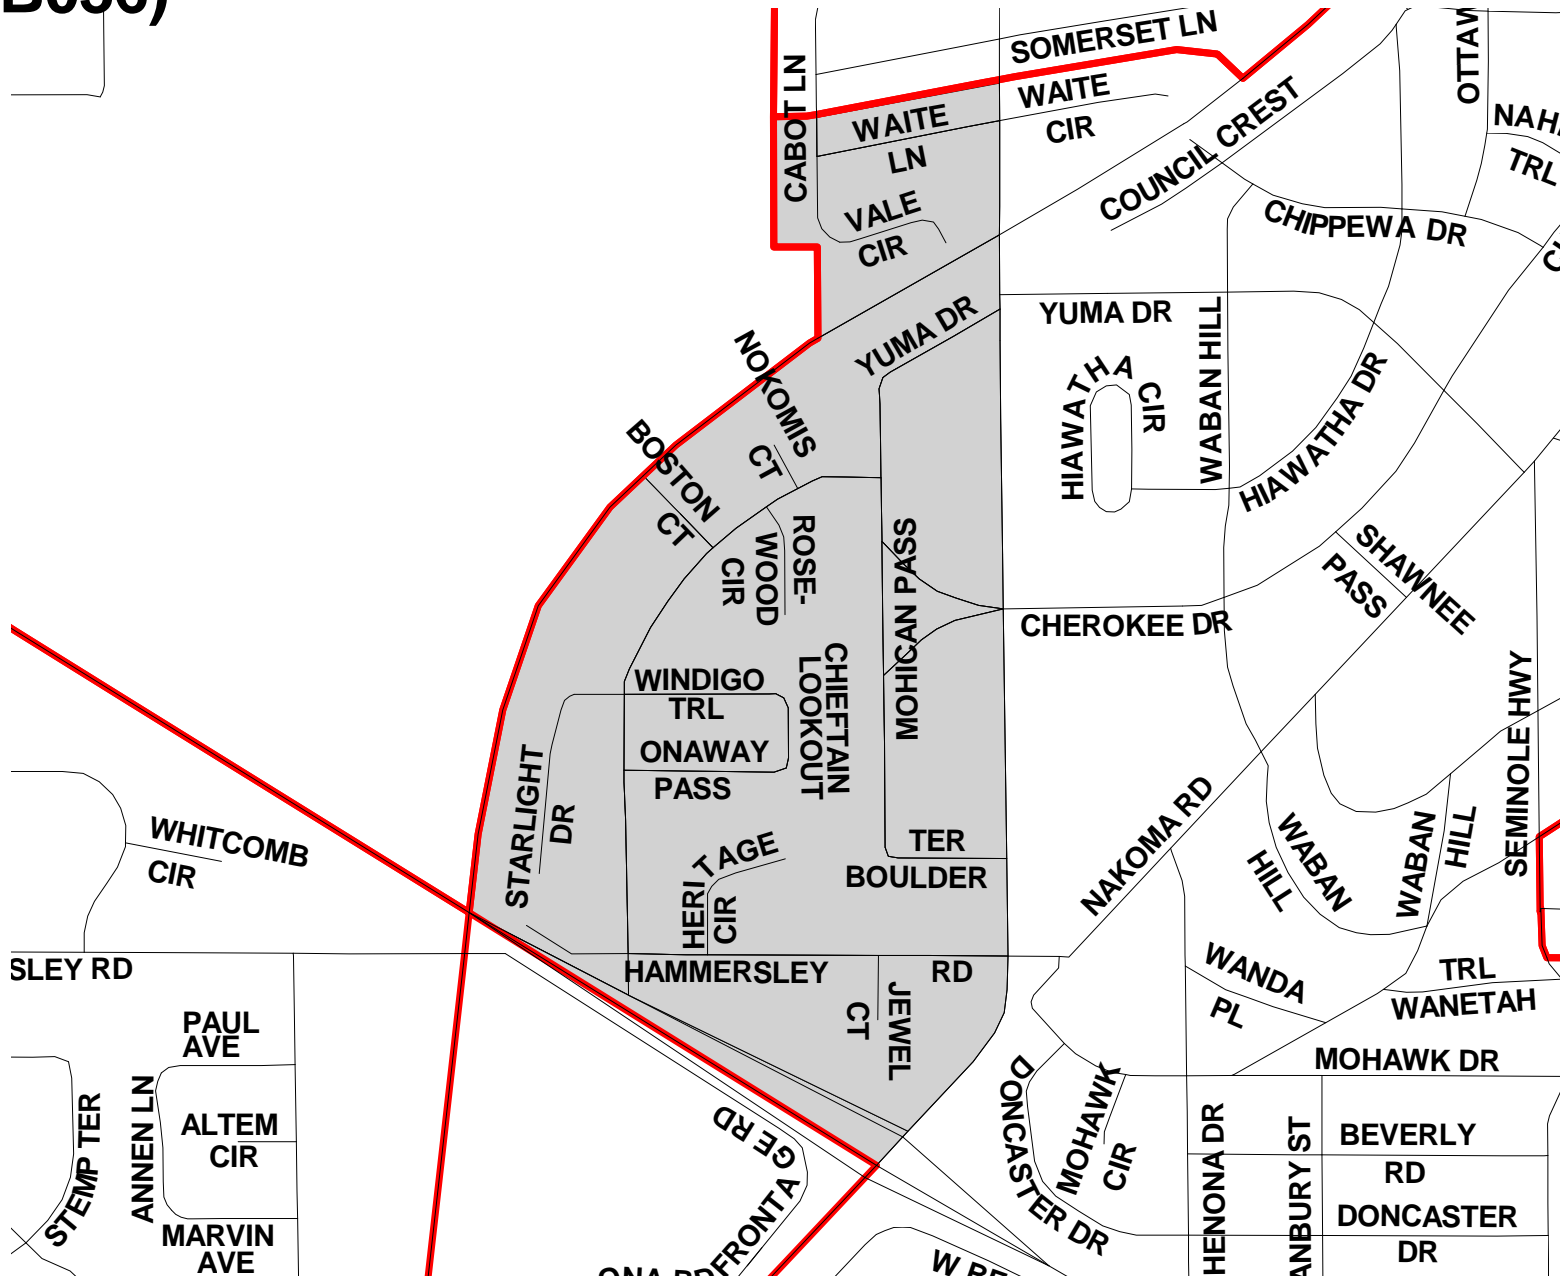 SOMERSET LN
CABOT LN
WAITE
CIR
WAITE
LN
VALE
CIR
COUNCIL CREST
TRL
CHIPPEWA DR
YUMA DR
YUMA DR
NOKOMIS
CT
BOSTON
CT
HIAWATHA CIR
WABAN HILL
HIAWATHA DR
ROSE-
WOOD
CIR
MOHICAN PASS
SHAWNEE
PASS
CHEROKEE DR
WINDIGO
TRL
ONAWAY
PASS
CHIEFTAIN
LOOKOUT
SEMINOLE HWY
STARLIGHT
DR
WHITCOMB
CIR
TER
BOULDER
HERITAGE
CIR
NAKOMA RD
WABAN
HILL
WABAN
HILL
SLEY RD
HAMMERSLEY RD
JEWEL
CT
WANDA
PL
TRL
WANETAH
PAUL
AVE
MOHAWK DR
ANNEN LN
ALTEM
CIR
STEMP TER
MARVIN
AVE
FRONTAGE RD
DONCASTER DR
MOHAWK
CIR
HENONA DR
ANBURY ST
BEVERLY
RD
DONCASTER
DR